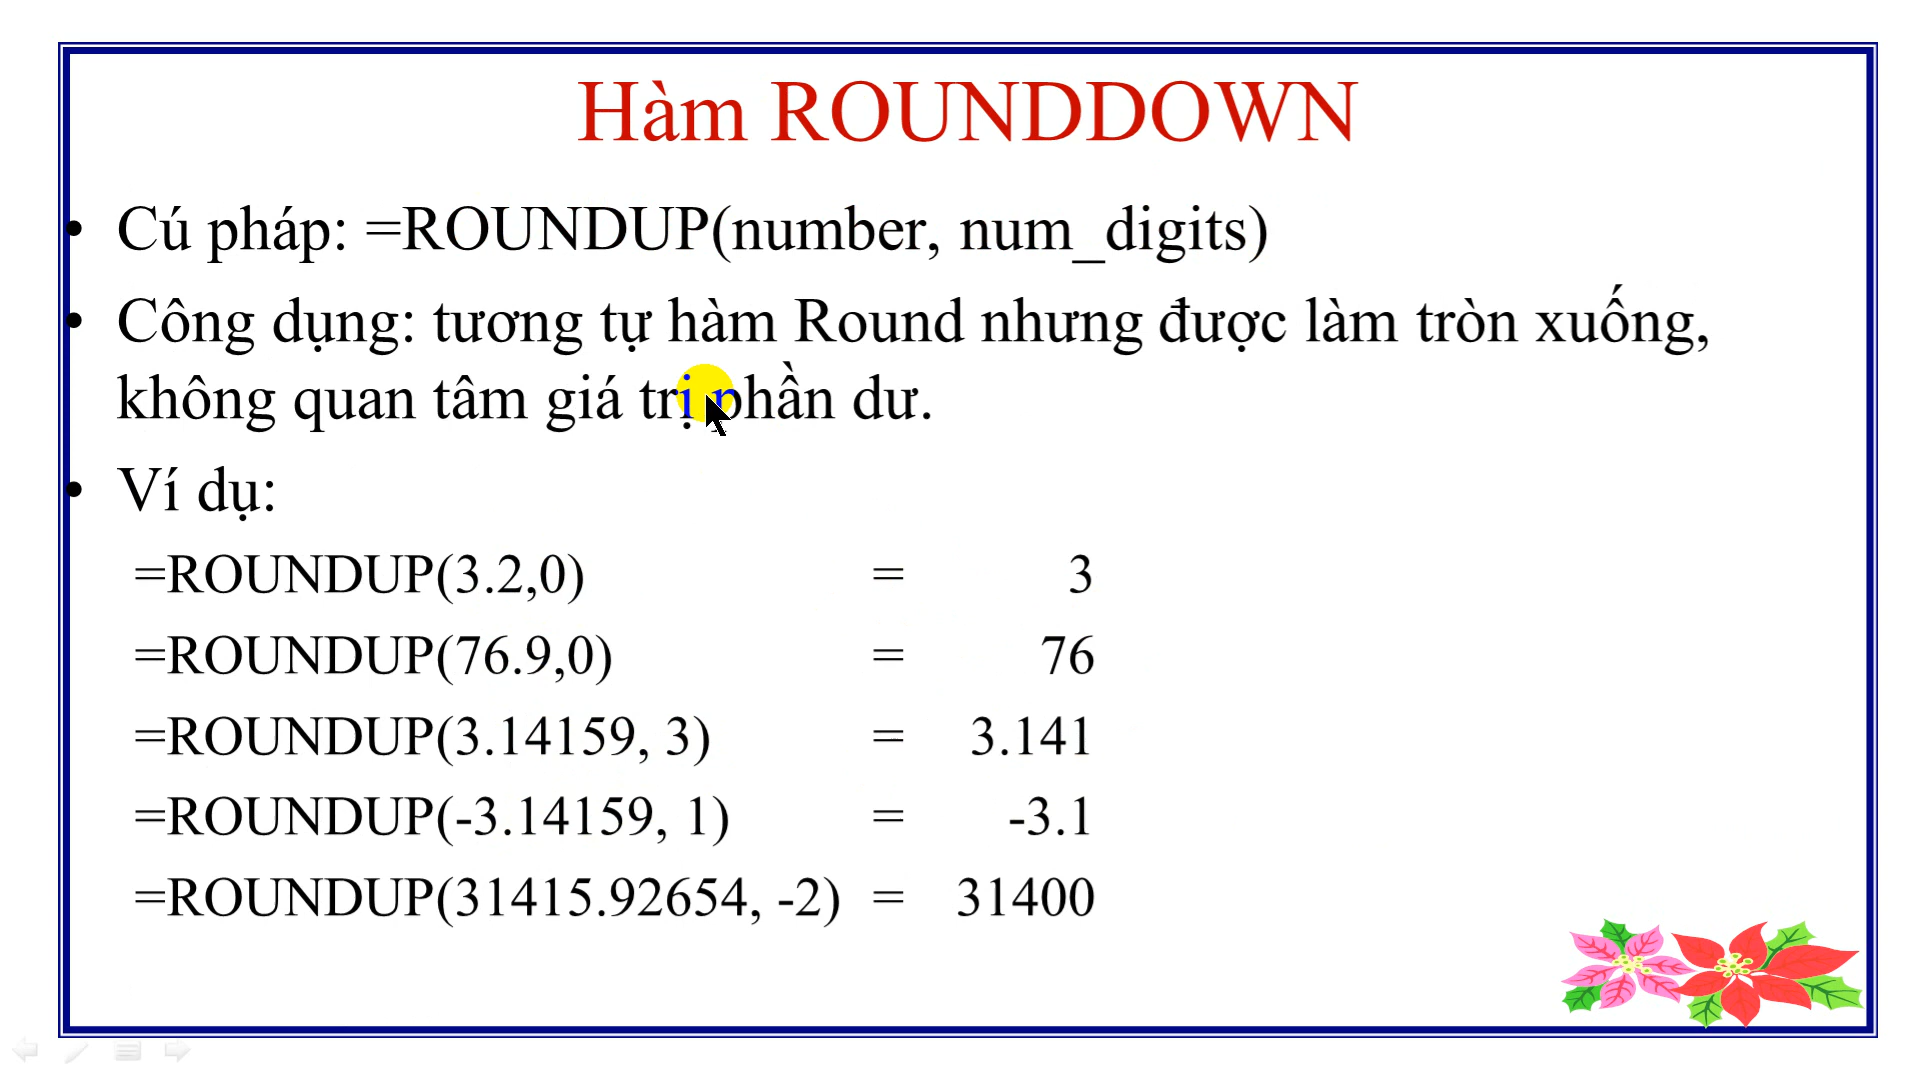 Hàm ROUNDDOWN
• Cú pháp: =ROUNDUP(number, num_digits)
• Công dụng: tương tự hàm Round nhưng được làm tròn xuống,
không quan tâm giá trị phần dư.
• Ví dụ:
=ROUNDUP(3.2,0) = 3
=ROUNDUP(76.9,0) = 76
=ROUNDUP(3.14159, 3) = 3.141
=ROUNDUP(-3.14159, 1) = -3.1
=ROUNDUP(31415.92654, -2) = 31400